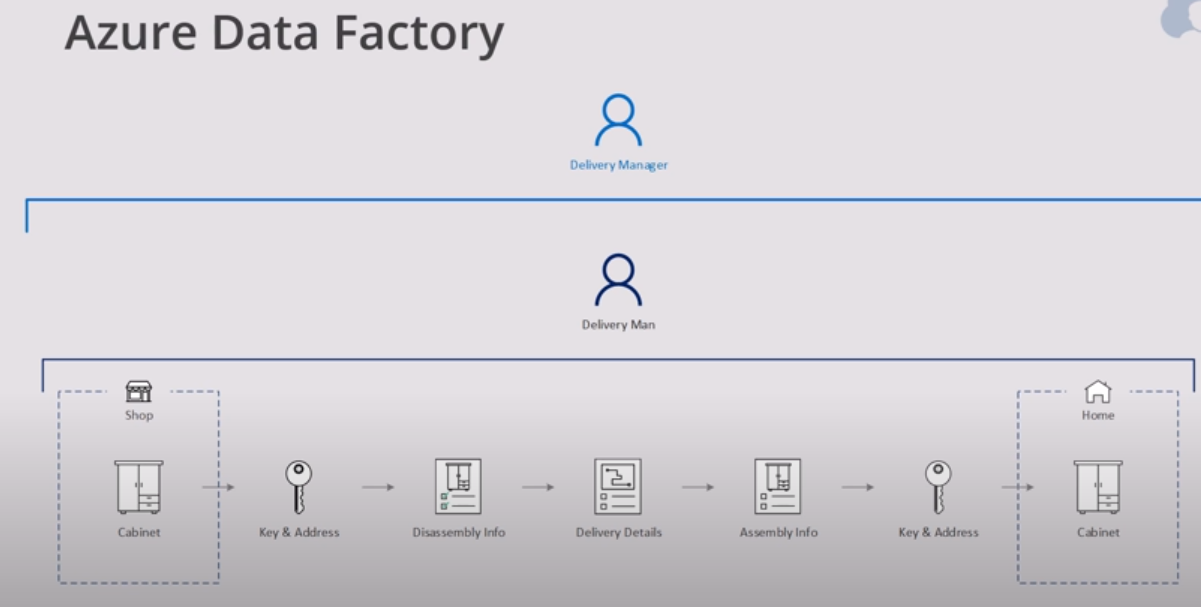 Azure Data Factory
Delivery Manager
Delivery Man
Shop
Home
Cabinet
Key & Address
Disassembly Info
Delivery Details
Assembly Info
Key & Address
Cabinet